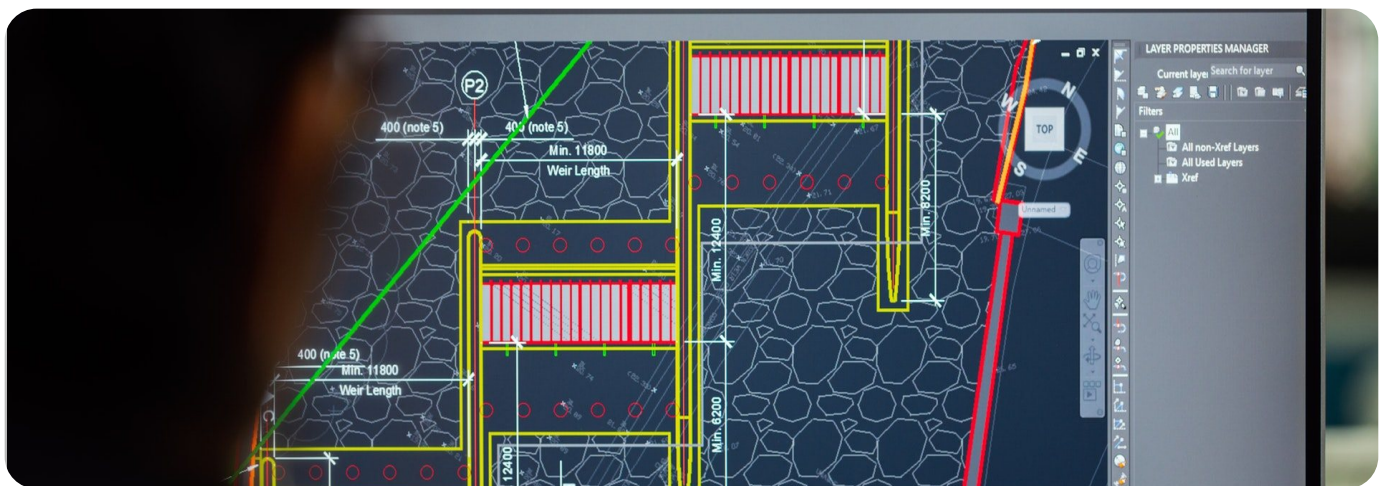 P2
400 (note 5)
400 (note 5)
Min. 11800
Weir Length
400 (note 5)
Min. 11800
Weir Length
12400
Min. 12400
Min. 6200
Min. 8200
N
W
TOP
E
S
Unnamed
LAYER PROPERTIES MANAGER
Current laye
Search for layer
Filters
All
All non-Xref Layers
All Used Layers
Xref